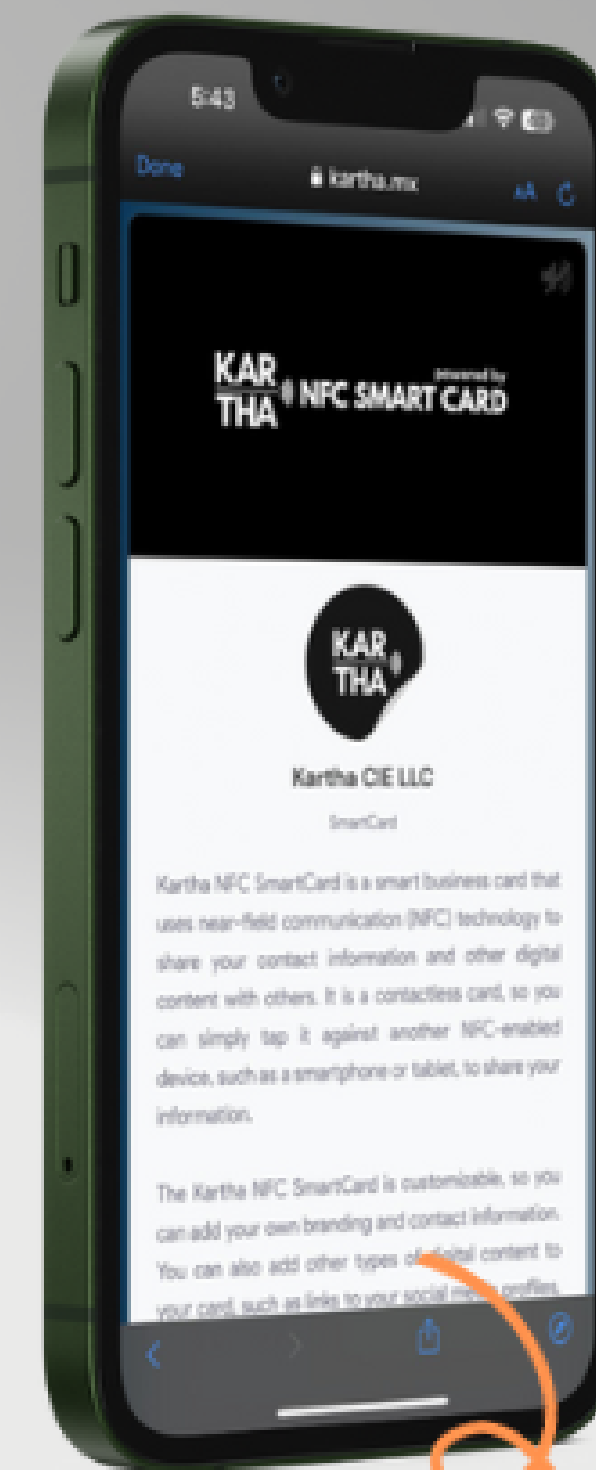 5:43
Done
kartha.mx
AA
KAR
THA
powered by
NFC SMART CARD
KAR
THA
Kartha CIE LLC
SmartCard
Kartha NFC SmartCard is a smart business card that
uses near-field communication (NFC) technology to
share your contact information and other digital
content with others. It is a contactless card, so you
can simply tap it against another NFC-enabled
device, such as a smartphone or tablet, to share your
information.
The Kartha NFC SmartCard is customizable, so you
can add your own branding and contact information.
You can also add other types of digital content to
your card, such as links to your social media profiles,